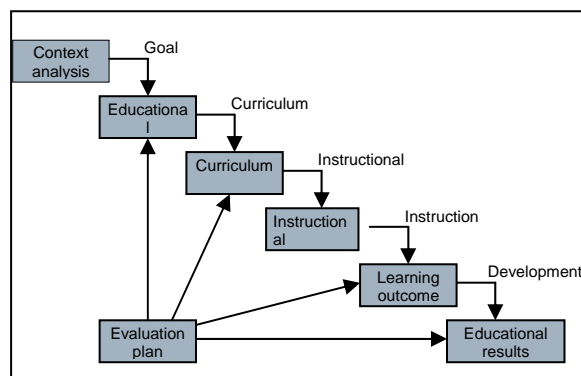 Context
analysis
Goal
Educationa
l
Curriculum
Curriculum
Instructional
Instruction
al
Instruction
Learning
outcome
Development
Evaluation
plan
Educational
results